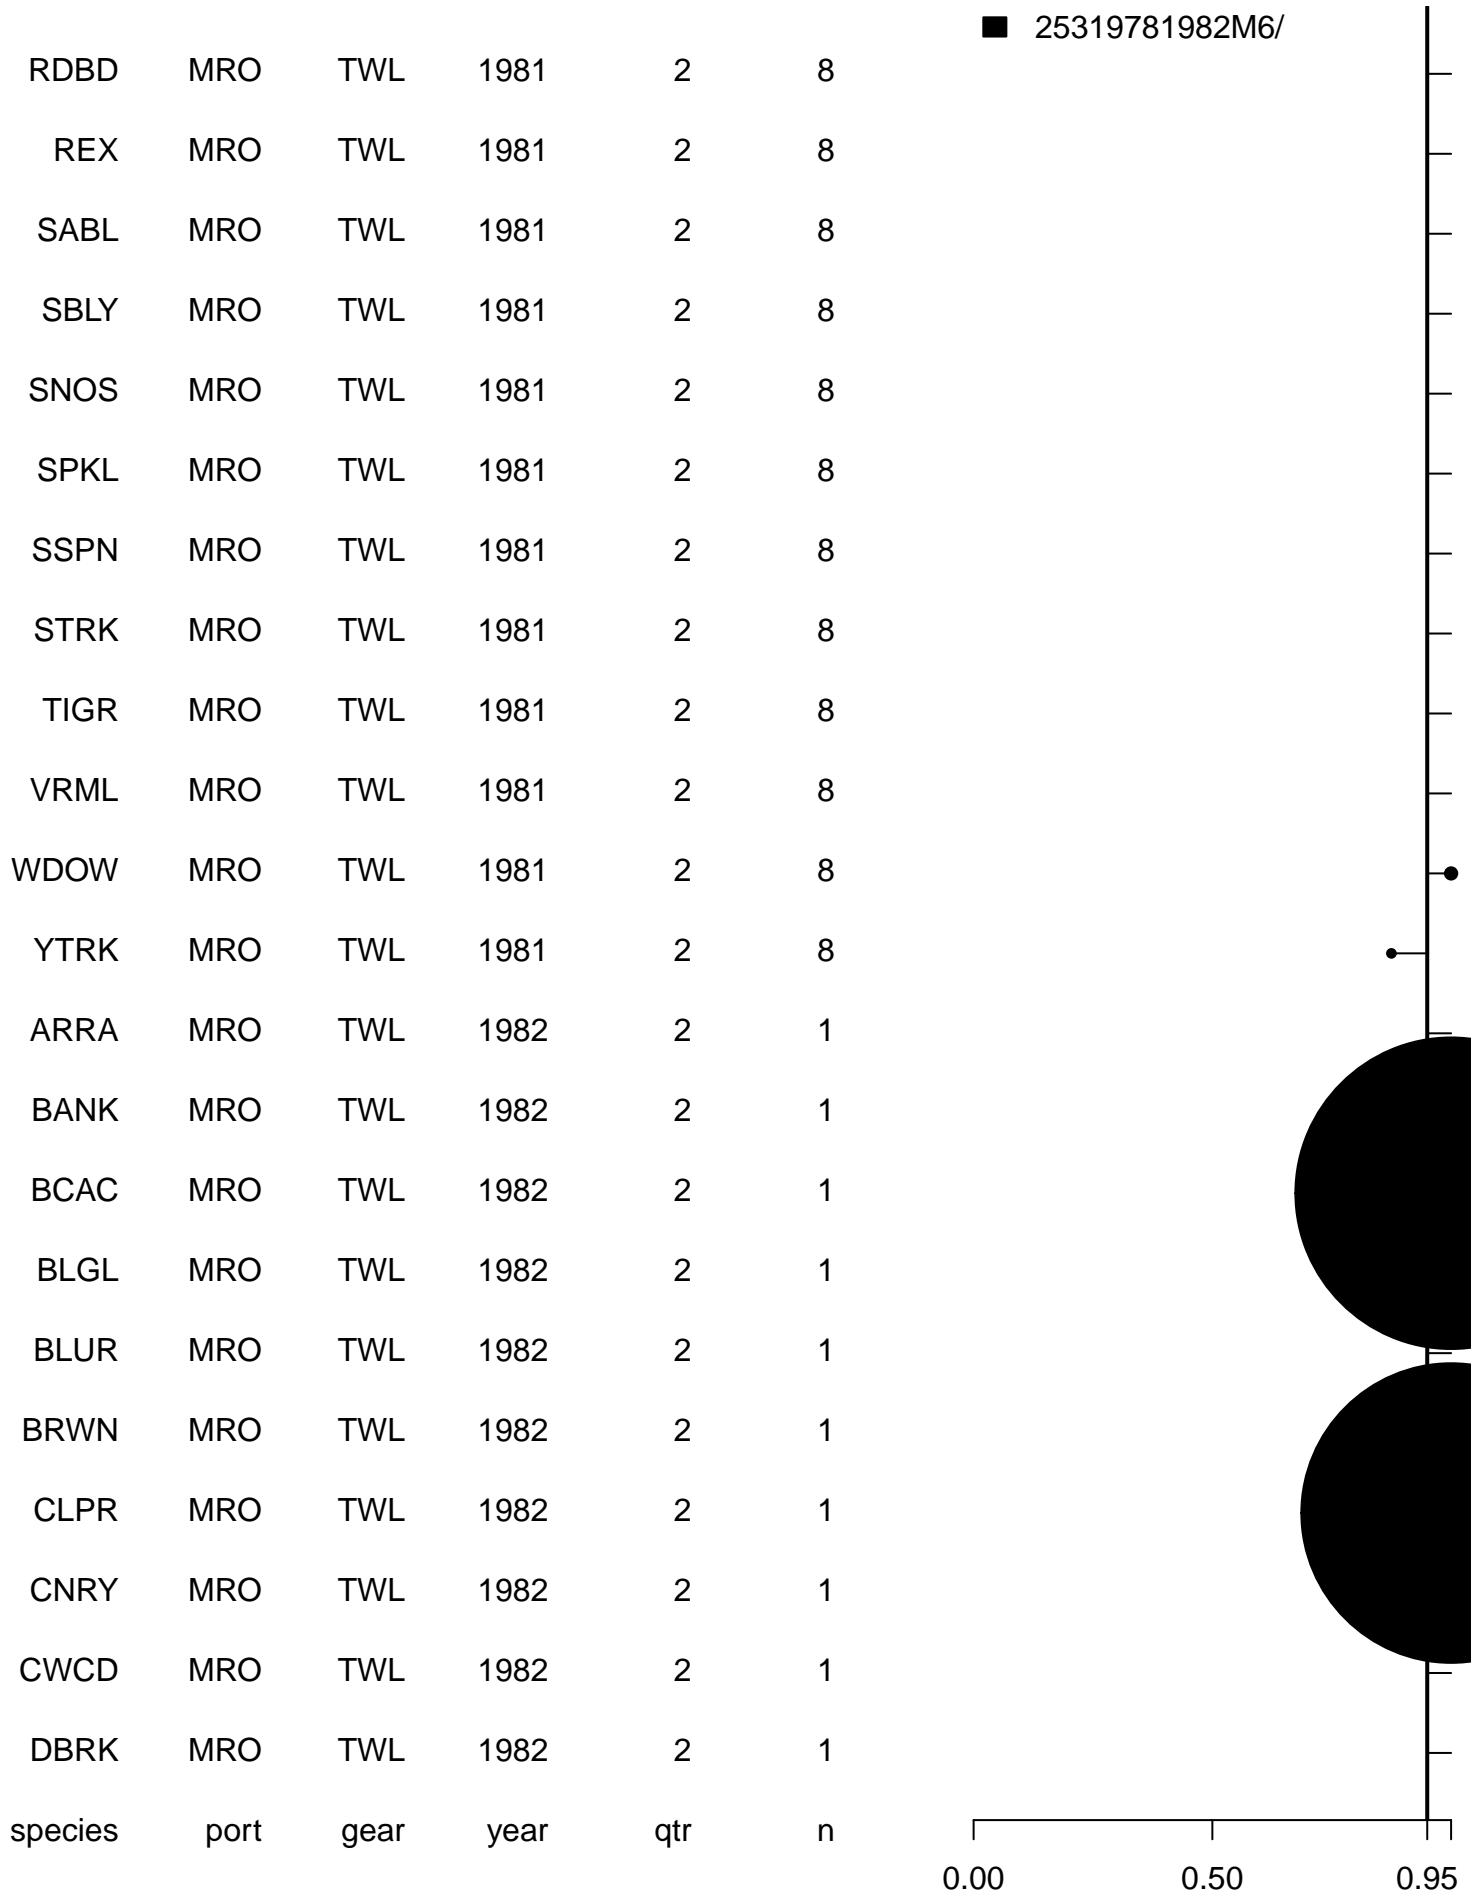 25319781982M6/
RDBD MRO TWL 1981 2 8
REX MRO TWL 1981 2 8
SABL MRO TWL 1981 2 8
SBLY MRO TWL 1981 2 8
SNOS MRO TWL 1981 2 8
SPKL MRO TWL 1981 2 8
SSPN MRO TWL 1981 2 8
STRK MRO TWL 1981 2 8
TIGR MRO TWL 1981 2 8
VRML MRO TWL 1981 2 8
WDOW MRO TWL 1981 2 8
YTRK MRO TWL 1981 2 8
ARRA MRO TWL 1982 2 1
BANK MRO TWL 1982 2 1
BCAC MRO TWL 1982 2 1
BLGL MRO TWL 1982 2 1
BLUR MRO TWL 1982 2 1
BRWN MRO TWL 1982 2 1
CLPR MRO TWL 1982 2 1
CNRY MRO TWL 1982 2 1
CWCD MRO TWL 1982 2 1
DBRK MRO TWL 1982 2 1
species port gear year qtr n
0.00 0.50 0.95